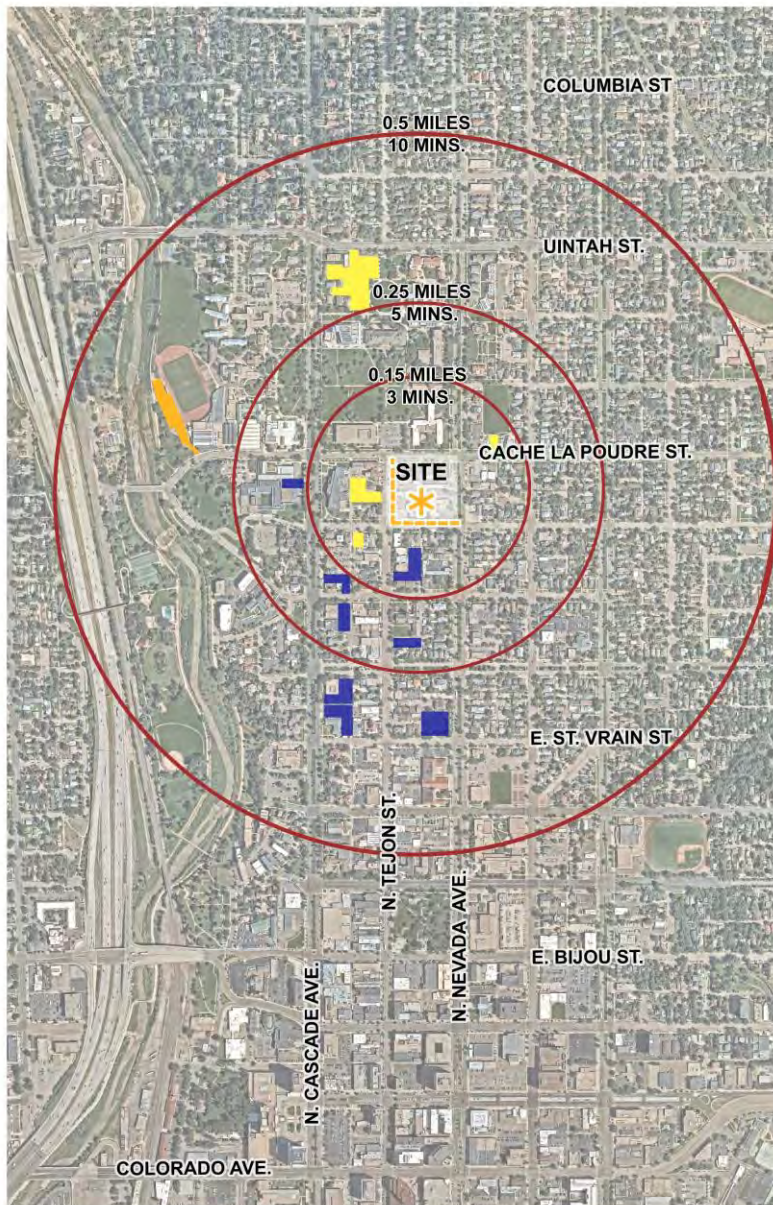 COLUMBIA ST
0.5 MILES
10 MINS.
UINTAH ST.
0.25 MILES
5 MINS.
0.15 MILES
3 MINS.
CACHE LA POUDRE ST.
SITE
E. ST. VRAIN ST
N. TEJON ST.
N. NEVADA AVE.
E. BIJOU ST.
N. CASCADE AVE.
COLORADO AVE.